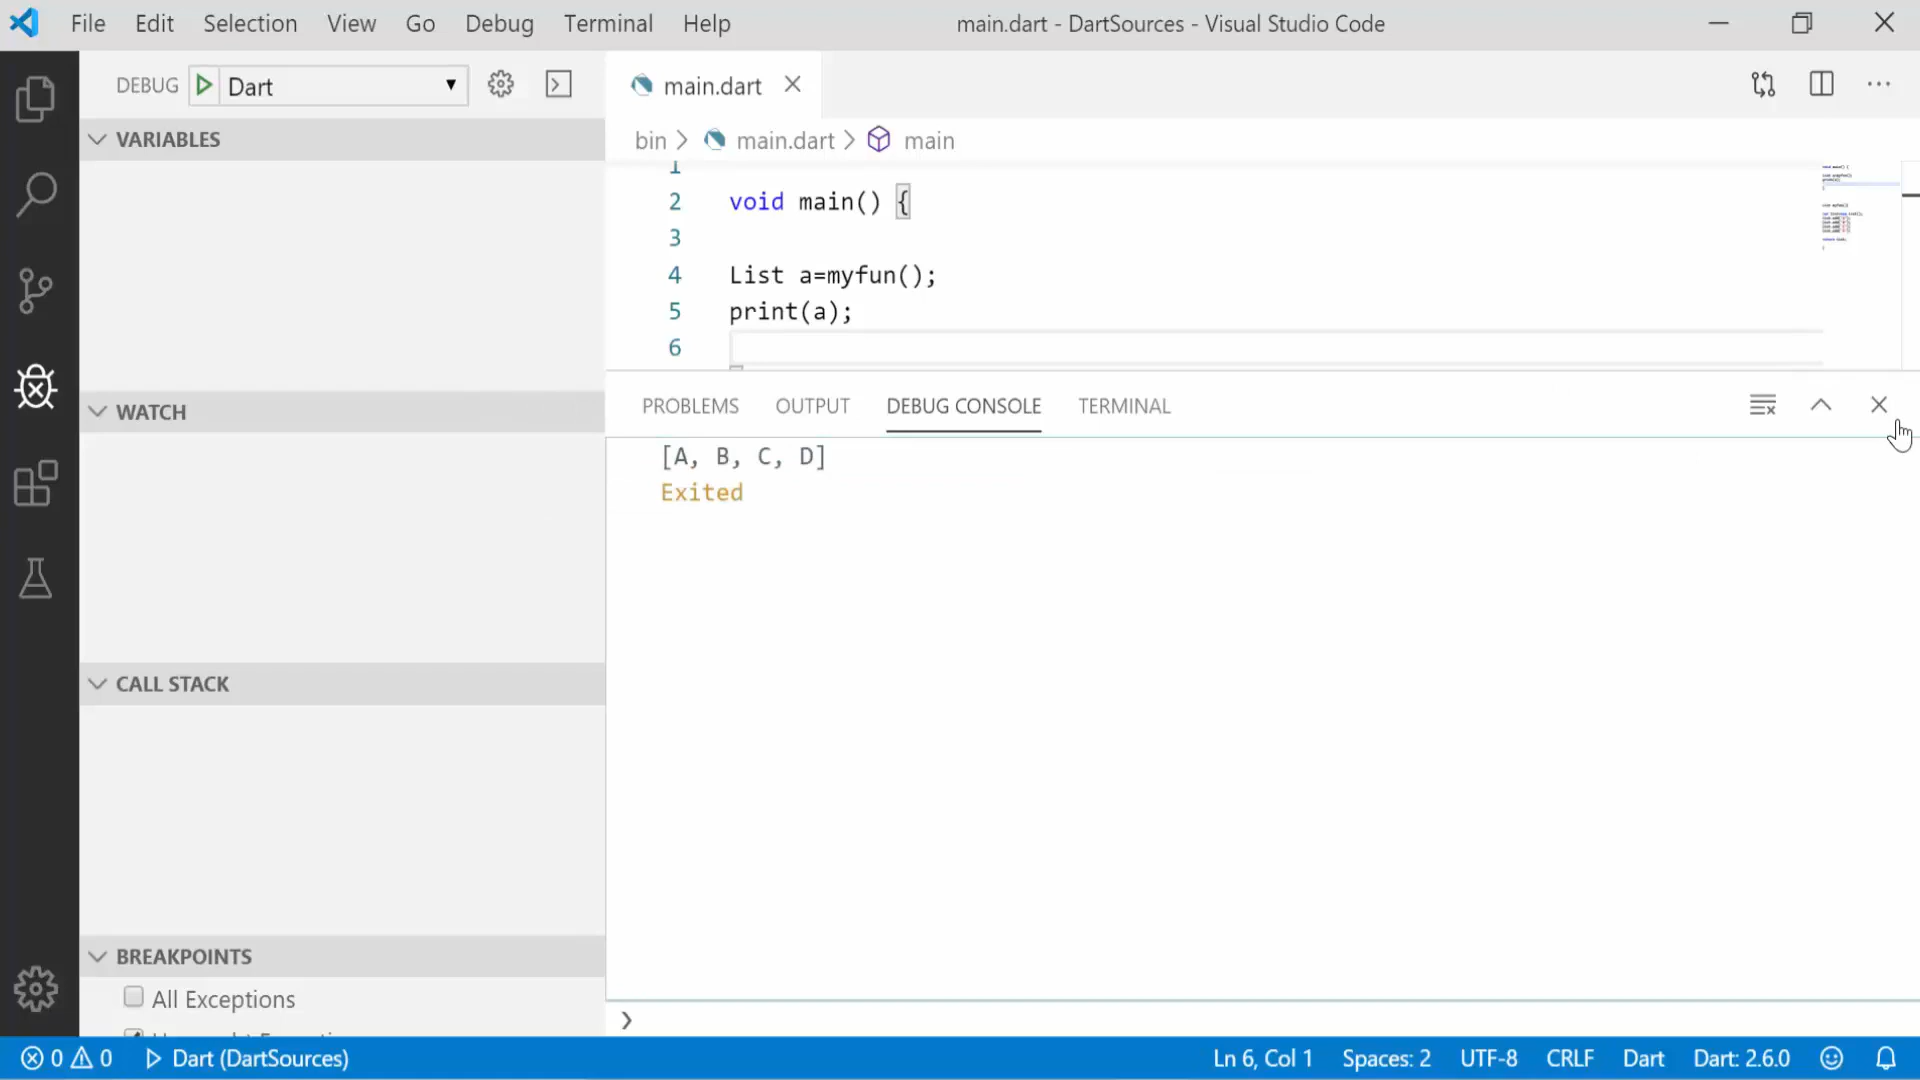 File Edit Selection View Go Debug Terminal Help
main.dart - DartSources - Visual Studio Code
DEBUG Dart
main.dart
VARIABLES
bin main.dart main
1
2 void main() {
3
4 List a=myfun();
5 print(a);
6
WATCH
PROBLEMS OUTPUT DEBUG CONSOLE TERMINAL
[A, B, C, D]
Exited
CALL STACK
BREAKPOINTS
All Exceptions
0 0 Dart (DartSources)
Ln 6, Col 1 Spaces: 2 UTF-8 CRLF Dart Dart: 2.6.0